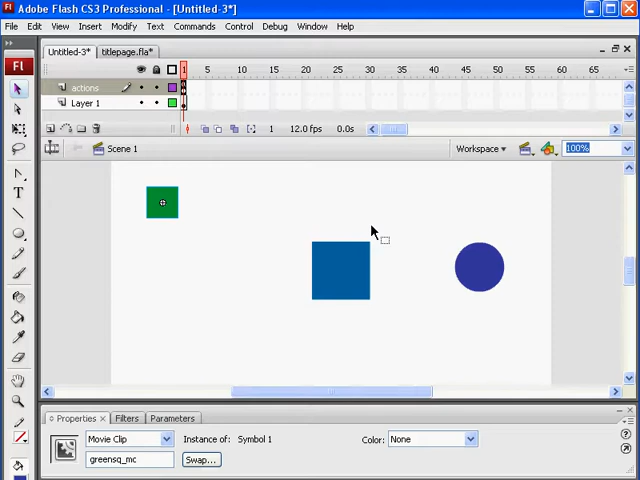 Adobe Flash CS3 Professional - [Untitled-3*]
File Edit View Insert Modify Text Commands Control Debug Window Help
Fl
Untitled-3* titlepage.fla*
1 5 10 15 20 25 30 35 40 45 50 55 60 65
actions
Layer 1
1 12.0 fps 0.0s
Scene 1 Workspace 100%
T
Properties x Filters Parameters
Movie Clip Instance of: Symbol 1 Color: None
greensq_mc Swap...